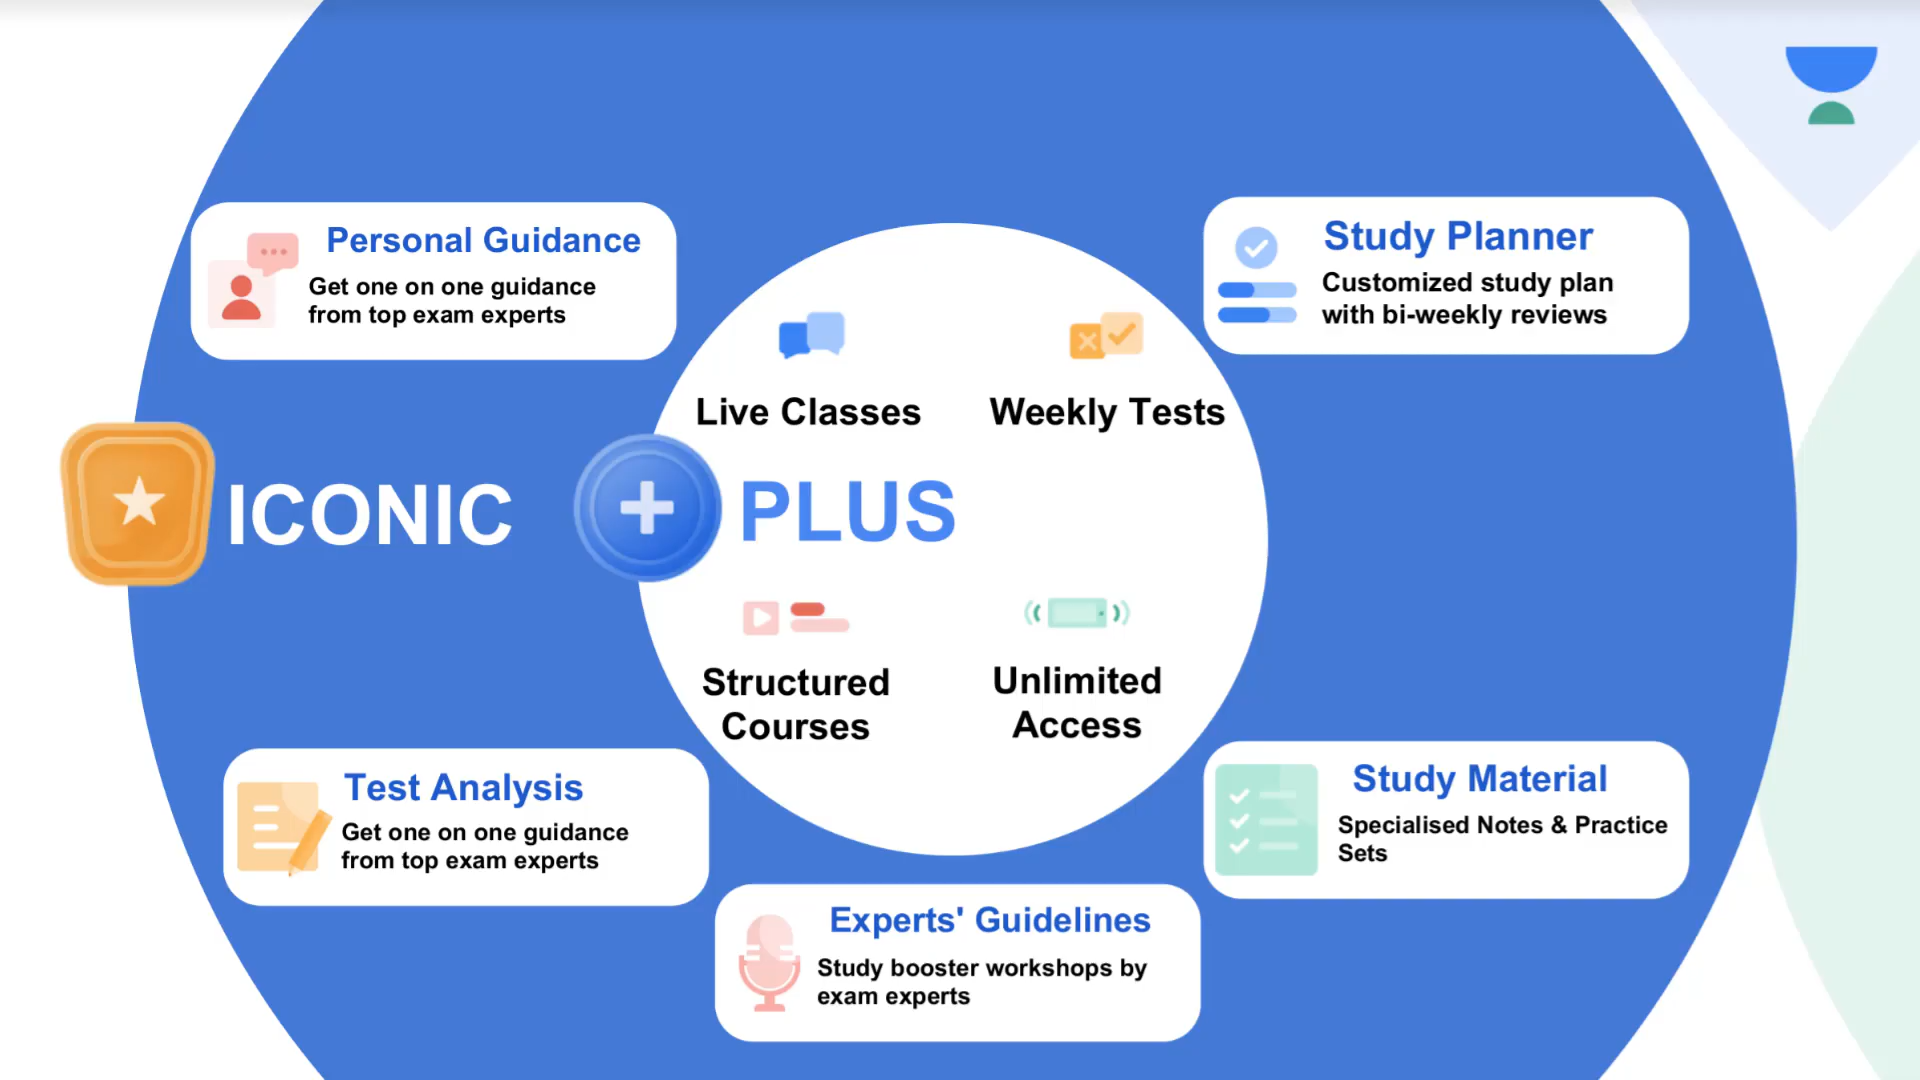 Personal Guidance
Get one on one guidance
from top exam experts
Study Planner
Customized study plan
with bi-weekly reviews
Live Classes
Weekly Tests
ICONIC
PLUS
Structured
Courses
Unlimited
Access
Test Analysis
Get one on one guidance
from top exam experts
Study Material
Specialised Notes & Practice
Sets
Experts' Guidelines
Study booster workshops by
exam experts